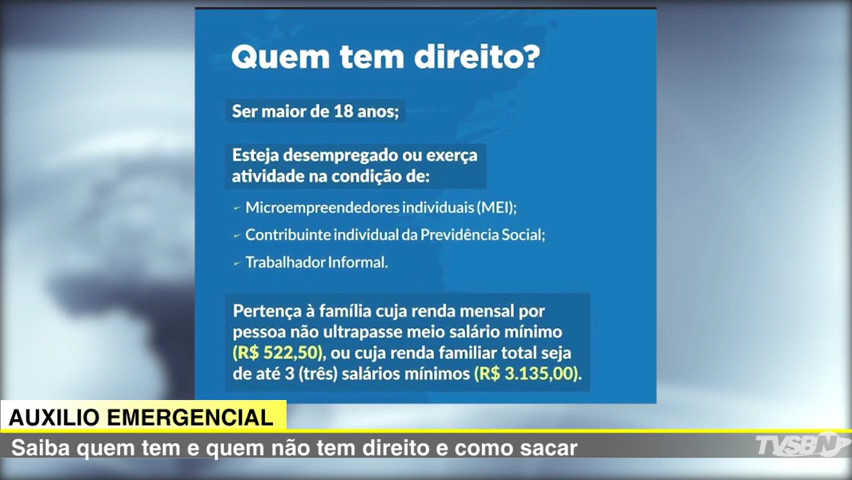 Quem tem direito?
Ser maior de 18 anos;
Esteja desempregado ou exerça
atividade na condição de:
Microempreendedores individuais (MEI);
Contribuinte individual da Previdência Social;
Trabalhador Informal.
Pertença à família cuja renda mensal por
pessoa não ultrapasse meio salário mínimo
(R$ 522,50), ou cuja renda familiar total seja
de até 3 (três) salários mínimos (R$ 3.135,00).
AUXILIO EMERGENCIAL
Saiba quem tem e quem não tem direito e como sacar
TVSBN